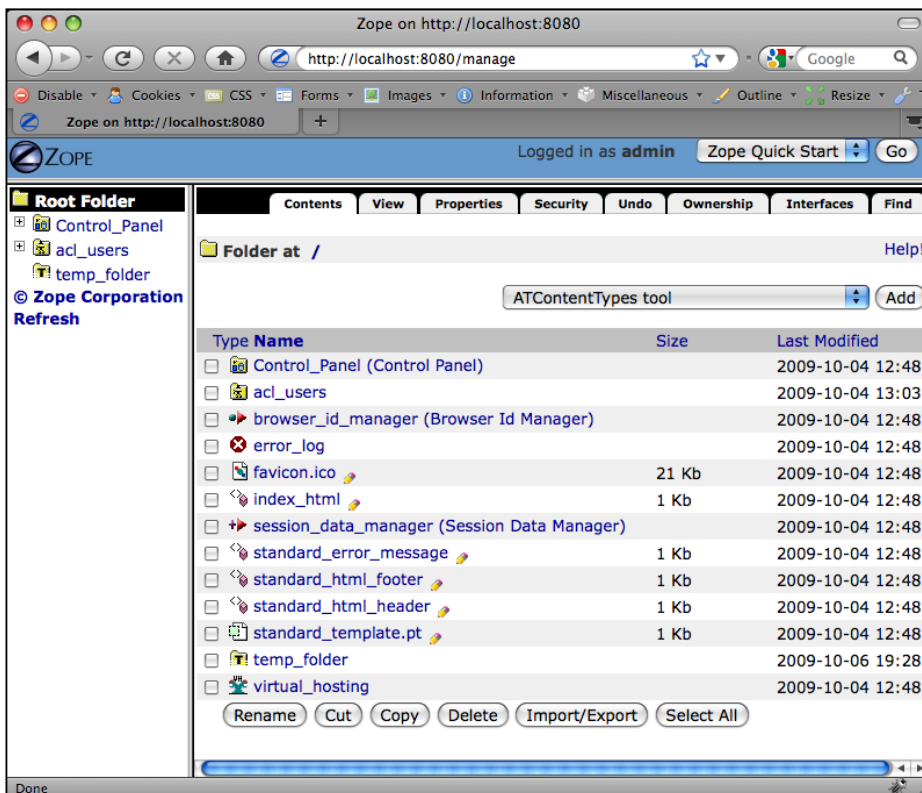 Zope on http://localhost:8080
http://localhost:8080/manage Google
Disable Cookies CSS Forms Images Information Miscellaneous Outline Resize
Zope on http://localhost:8080 +
ZOPE Logged in as admin Zope Quick Start Go
Root Folder
Control_Panel
acl_users
temp_folder
© Zope Corporation
Refresh
Contents View Properties Security Undo Ownership Interfaces Find
Folder at / Help!
ATContentTypes tool Add
Type Name Size Last Modified
Control_Panel (Control Panel) 2009-10-04 12:48
acl_users 2009-10-04 13:03
browser_id_manager (Browser Id Manager) 2009-10-04 12:48
error_log 2009-10-04 12:48
favicon.ico 21 Kb 2009-10-04 12:48
index_html 1 Kb 2009-10-04 12:48
session_data_manager (Session Data Manager) 2009-10-04 12:48
standard_error_message 1 Kb 2009-10-04 12:48
standard_html_footer 1 Kb 2009-10-04 12:48
standard_html_header 1 Kb 2009-10-04 12:48
standard_template.pt 1 Kb 2009-10-04 12:48
temp_folder 2009-10-06 19:28
virtual_hosting 2009-10-04 12:48
Rename Cut Copy Delete Import/Export Select All
Done